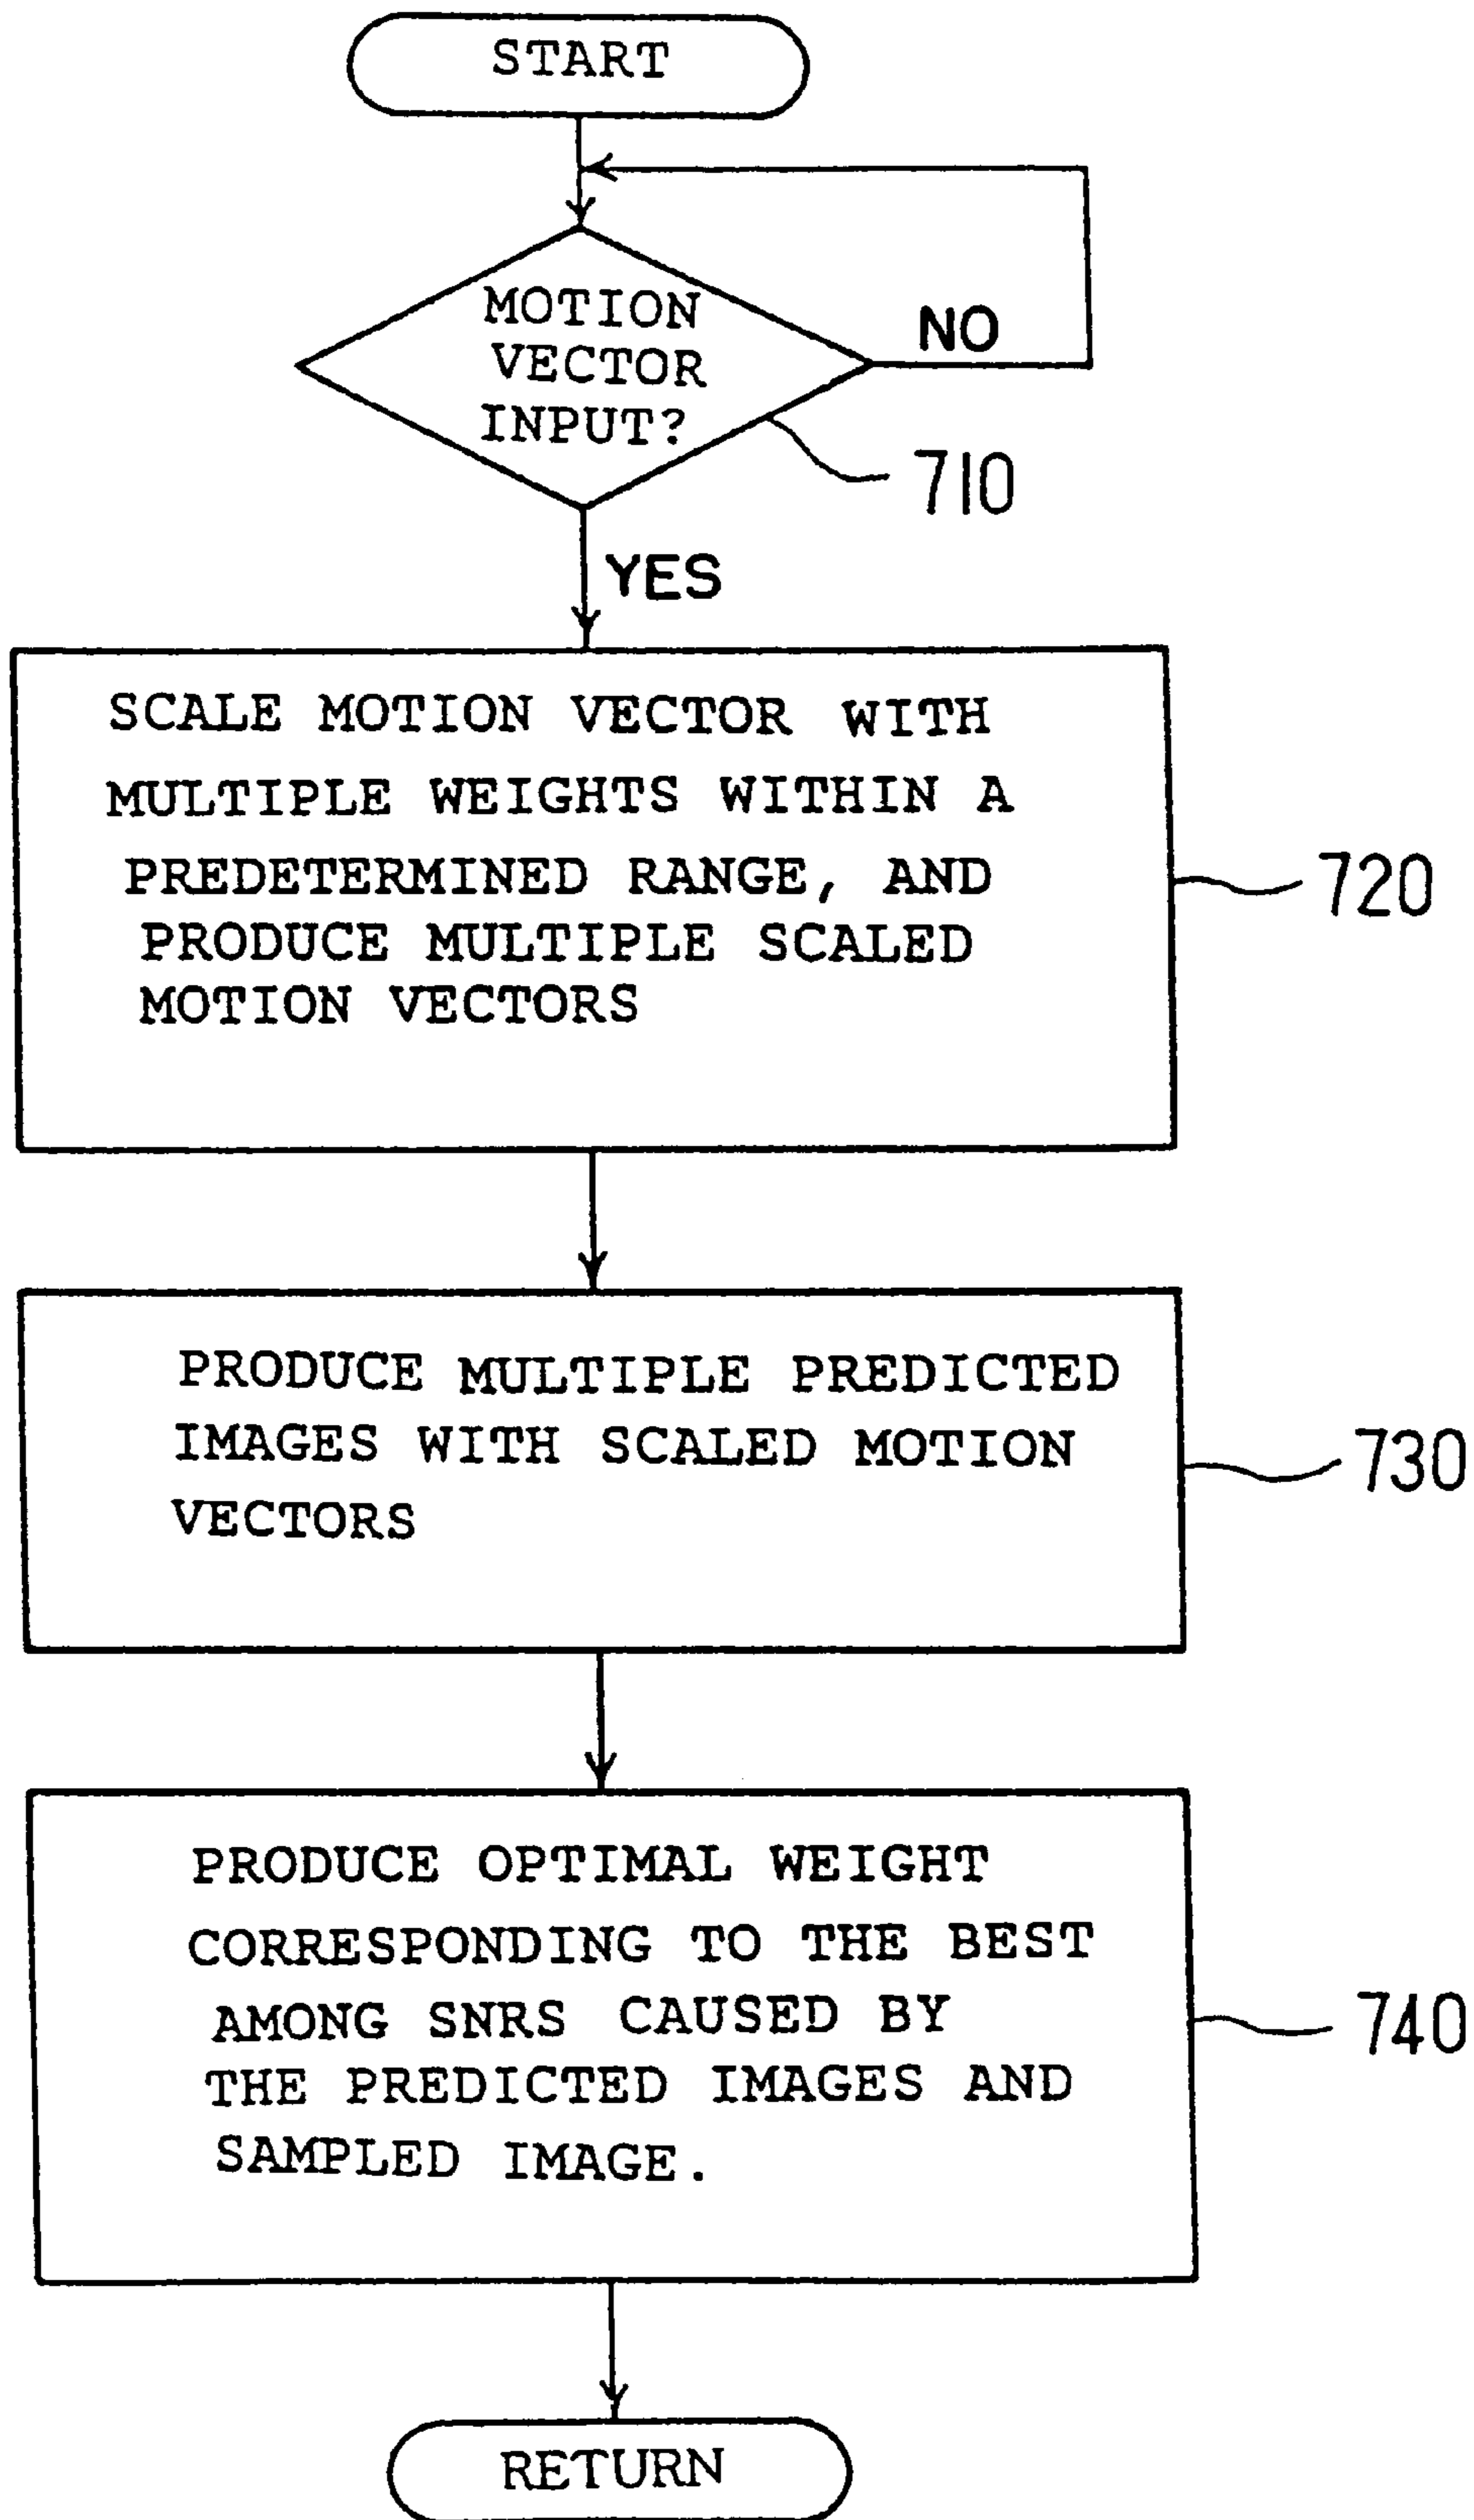 START
MOTION
VECTOR
INPUT?
NO
710
YES
SCALE MOTION VECTOR WITH
MULTIPLE WEIGHTS WITHIN A
PREDETERMINED RANGE, AND
PRODUCE MULTIPLE SCALED
MOTION VECTORS
720
PRODUCE MULTIPLE PREDICTED
IMAGES WITH SCALED MOTION
VECTORS
730
PRODUCE OPTIMAL WEIGHT
CORRESPONDING TO THE BEST
AMONG SNRS CAUSED BY
THE PREDICTED IMAGES AND
SAMPLED IMAGE.
740
RETURN